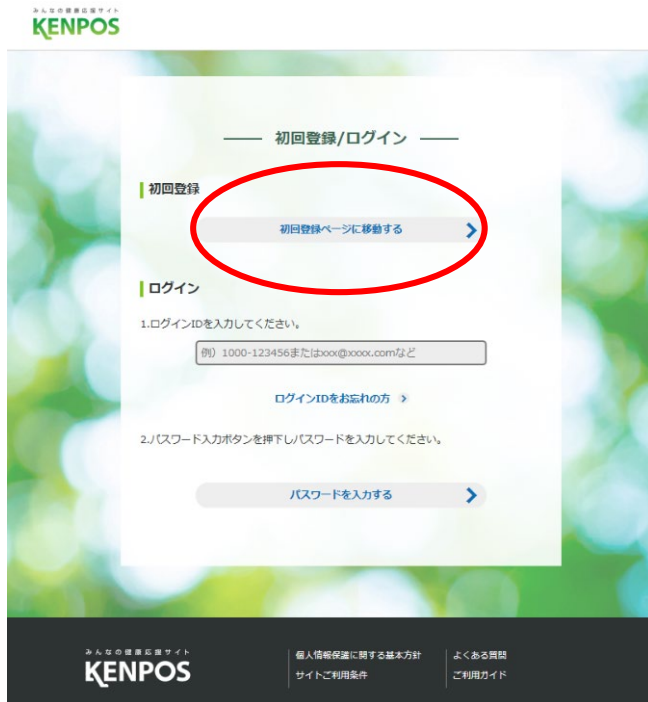 みんなの健康応援サイト
KENPOS
初回登録/ログイン
初回登録
初回登録ページに移動する
ログイン
1.ログインIDを入力してください。
例）1000-123456またはxxx@xxxx.comなど
ログインIDをお忘れの方
2.パスワード入力ボタンを押下しパスワードを入力してください。
パスワードを入力する
みんなの健康応援サイト
KENPOS
個人情報保護に関する基本方針
よくある質問
サイトご利用条件
ご利用ガイド